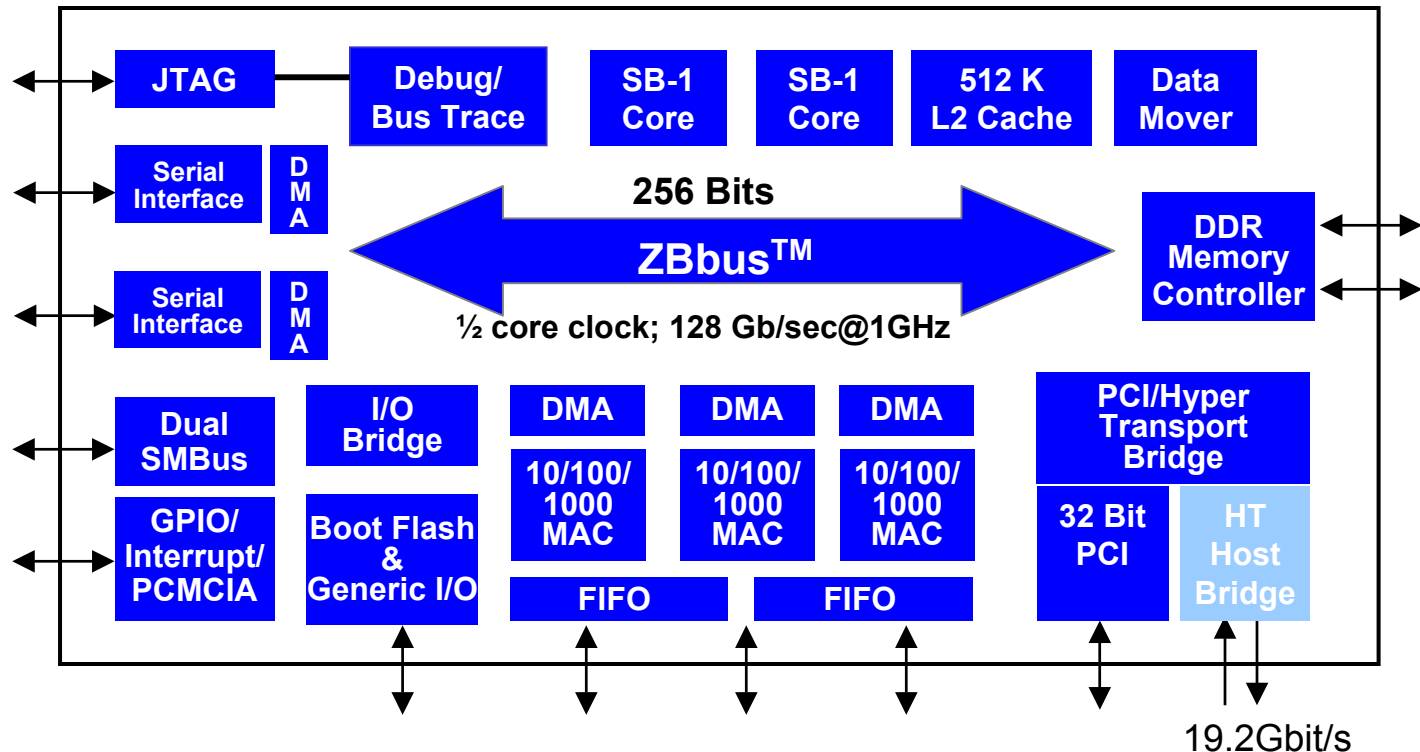 JTAG
Debug/
Bus Trace
SB-1
Core
SB-1
Core
512 K
L2 Cache
Data
Mover
Serial
Interface
D
M
A
256 Bits
ZBbus™
½ core clock; 128 Gb/sec@1GHz
DDR
Memory
Controller
Serial
Interface
D
M
A
Dual
SMBus
I/O
Bridge
DMA
DMA
DMA
PCI/Hyper
Transport
Bridge
GPIO/
Interrupt/
PCMCIA
Boot Flash
&
Generic I/O
10/100/
1000
MAC
10/100/
1000
MAC
10/100/
1000
MAC
FIFO
FIFO
32 Bit
PCI
HT
Host
Bridge
19.2Gbit/s